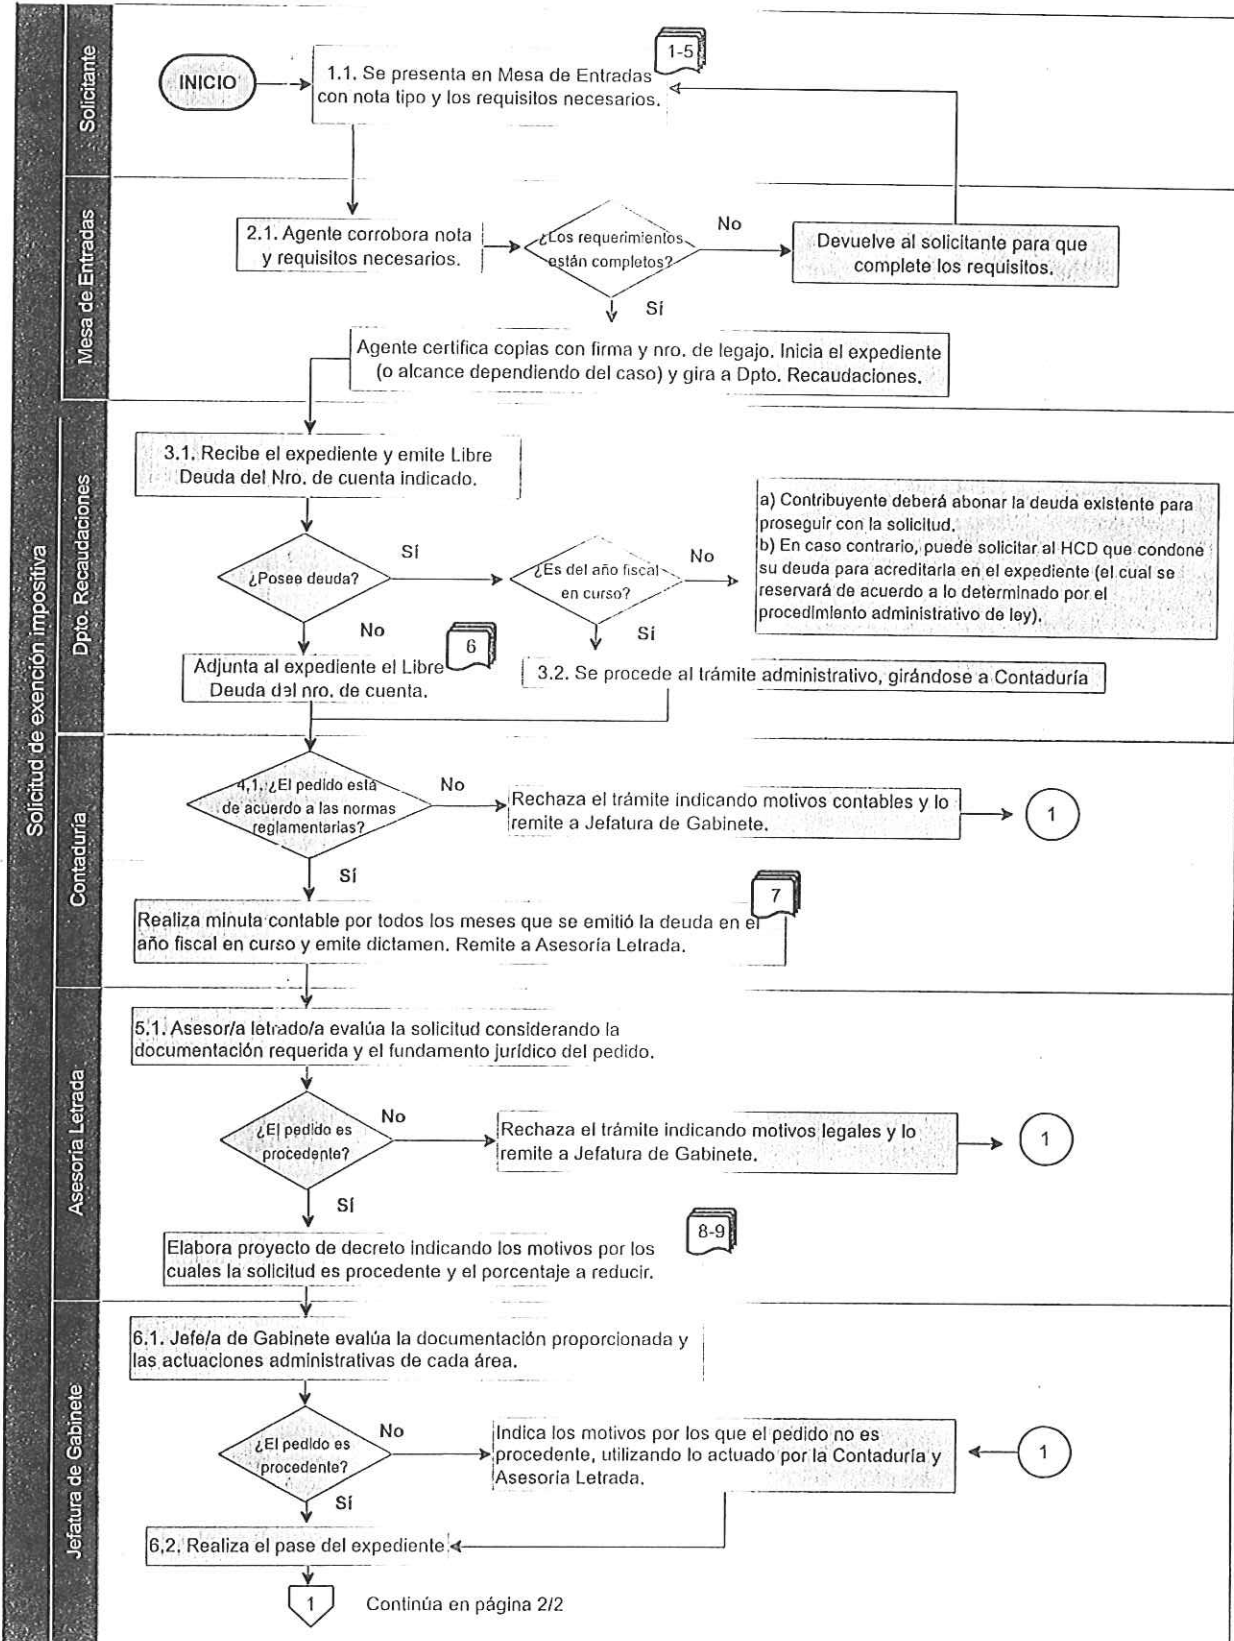 Solicitud de exención impositiva
Solicitante
INICIO
1.1. Se presenta en Mesa de Entradas
con nota tipo y los requisitos necesarios.
1-5
Mesa de Entradas
2.1. Agente corrobora nota
y requisitos necesarios.
¿Los requerimientos
están completos?
No
Devuelve al solicitante para que
complete los requisitos.
Sí
Agente certifica copias con firma y nro. de legajo. Inicia el expediente
(o alcance dependiendo del caso) y gira a Dpto. Recaudaciones.
Dpto. Recaudaciones
3.1. Recibe el expediente y emite Libre
Deuda del Nro. de cuenta indicado.
¿Posee deuda?
Sí
¿Es del año fiscal
en curso?
No
a) Contribuyente deberá abonar la deuda existente para
proseguir con la solicitud.
b) En caso contrario, puede solicitar al HCD que condone
su deuda para acreditarla en el expediente (el cual se
reservará de acuerdo a lo determinado por el
procedimiento administrativo de ley).
No
6
Adjunta al expediente el Libre
Deuda del nro. de cuenta.
Sí
3.2. Se procede al trámite administrativo, girándose a Contaduría
Contaduría
4.1. ¿El pedido está
de acuerdo a las normas
reglamentarias?
No
Rechaza el trámite indicando motivos contables y lo
remite a Jefatura de Gabinete.
1
Sí
7
Realiza minuta contable por todos los meses que se emitió la deuda en el
año fiscal en curso y emite dictamen. Remite a Asesoría Letrada.
Asesoría Letrada
5.1. Asesor/a letrado/a evalúa la solicitud considerando la
documentación requerida y el fundamento jurídico del pedido.
¿El pedido es
procedente?
No
Rechaza el trámite indicando motivos legales y lo
remite a Jefatura de Gabinete.
1
Sí
8-9
Elabora proyecto de decreto indicando los motivos por los
cuales la solicitud es procedente y el porcentaje a reducir.
Jefatura de Gabinete
6.1. Jefe/a de Gabinete evalúa la documentación proporcionada y
las actuaciones administrativas de cada área.
¿El pedido es
procedente?
No
Indica los motivos por los que el pedido no es
procedente, utilizando lo actuado por la Contaduría y
Asesoría Letrada.
1
Sí
6.2. Realiza el pase del expediente
1
Continúa en página 2/2